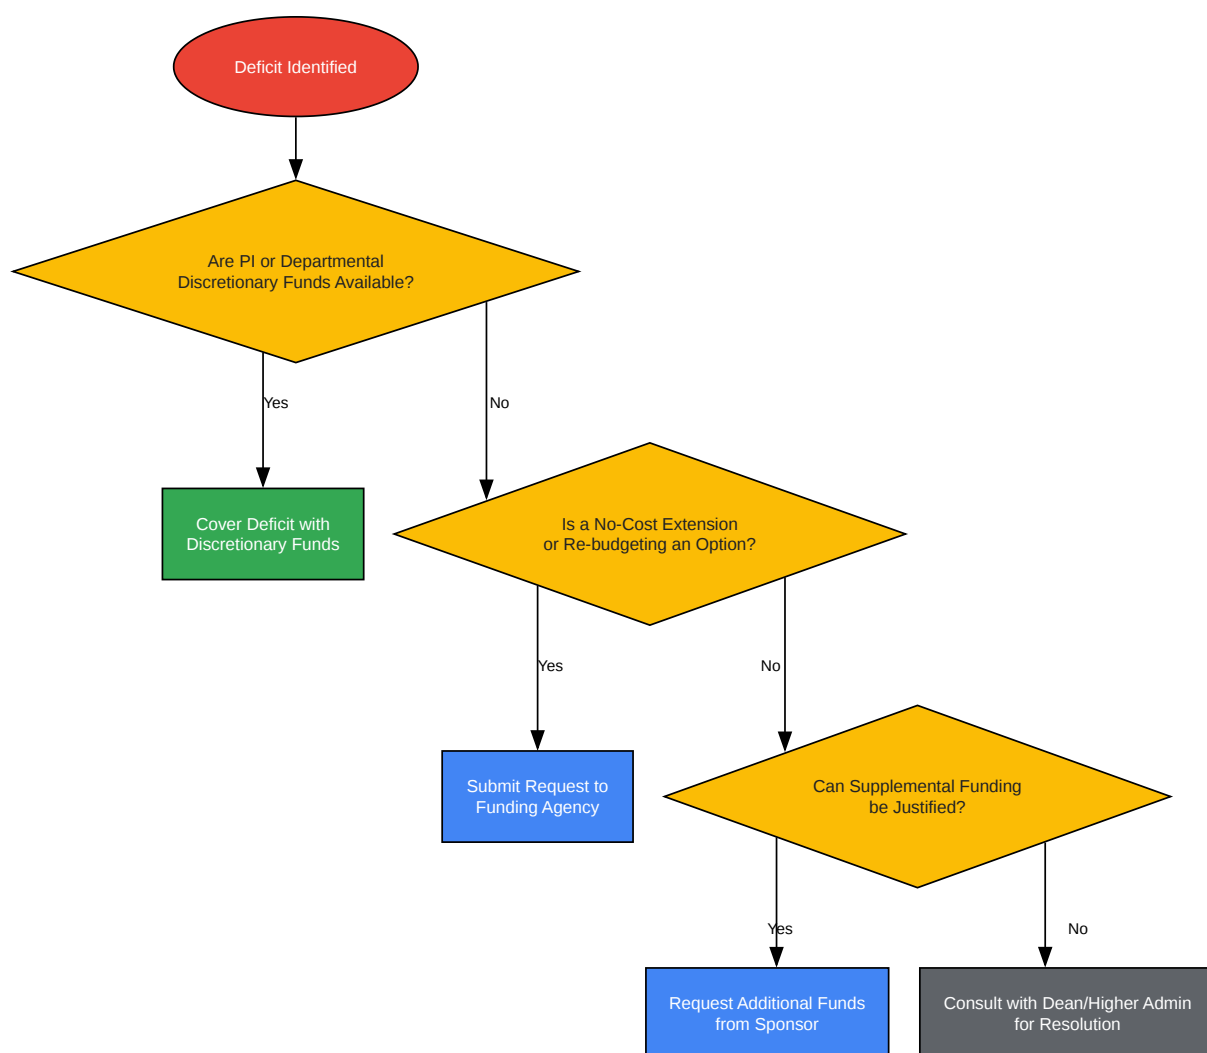 Deficit Identified
Are PI or Departmental
Discretionary Funds Available?
Yes
No
Cover Deficit with
Discretionary Funds
Is a No-Cost Extension
or Re-budgeting an Option?
Yes
No
Submit Request to
Funding Agency
Can Supplemental Funding
be Justified?
Yes
No
Request Additional Funds
from Sponsor
Consult with Dean/Higher Admin
for Resolution